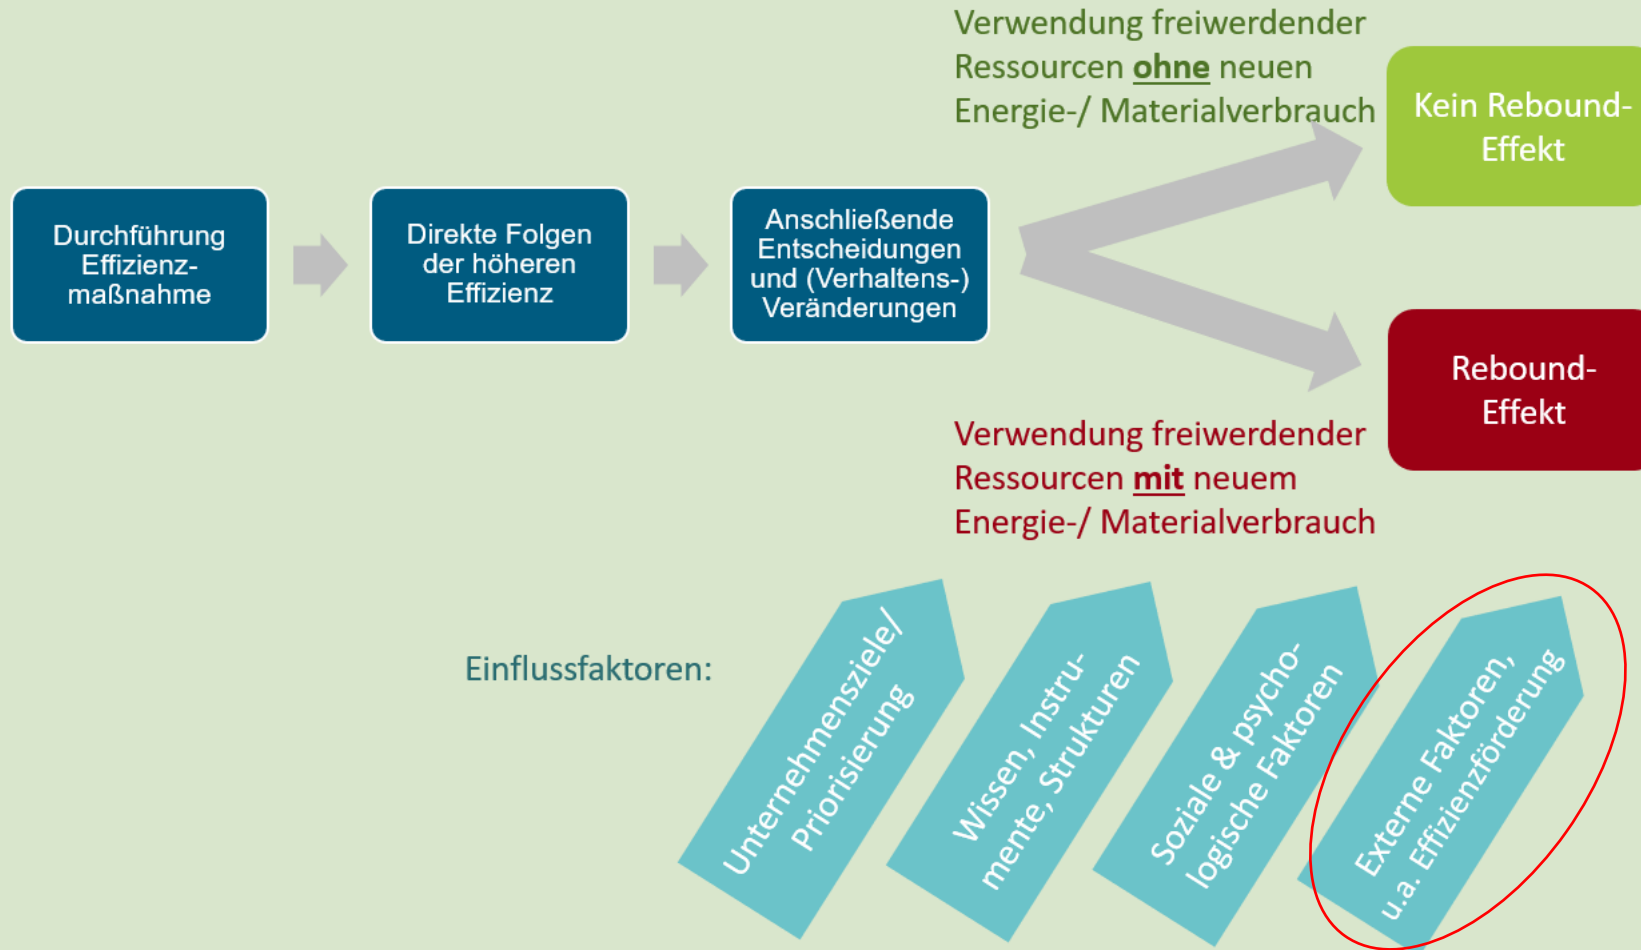 Verwendung freiwerdender
Ressourcen ohne neuen
Energie-/ Materialverbrauch
Kein Rebound-
Effekt
Durchführung
Effizienz-
maßnahme
Direkte Folgen
der höheren
Effizienz
Anschließende
Entscheidungen
und (Verhaltens-)
Veränderungen
Rebound-
Effekt
Verwendung freiwerdender
Ressourcen mit neuem
Energie-/ Materialverbrauch
Einflussfaktoren:
Unternehmensziele/
Priorisierung
Wissen, Instru-
mente, Strukturen
Soziale & psycho-
logische Faktoren
Externe Faktoren,
u.a. Effizienzförderung